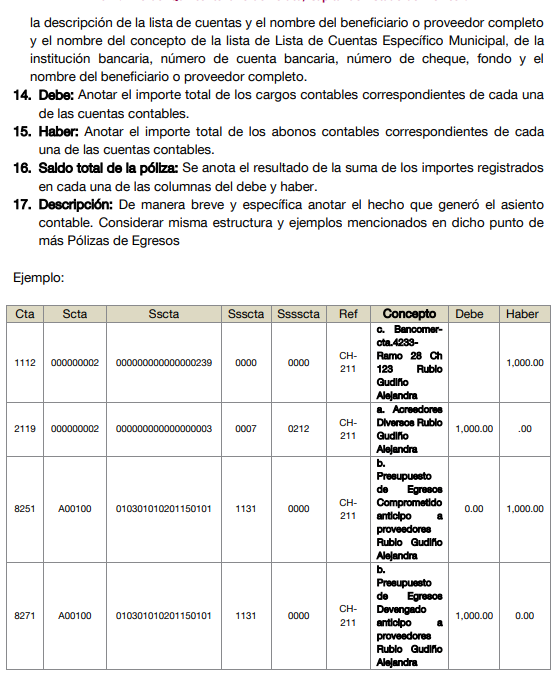 la descripción de la lista de cuentas y el nombre del beneficiario o proveedor completo
y el nombre del concepto de la lista de Lista de Cuentas Específico Municipal, de la
institución bancaria, número de cuenta bancaria, número de cheque, fondo y el
nombre del beneficiario o proveedor completo.
14. Debe: Anotar el importe total de los cargos contables correspondientes de cada una
de las cuentas contables.
15. Haber: Anotar el importe total de los abonos contables correspondientes de cada
una de las cuentas contables.
16. Saldo total de la póliza: Se anota el resultado de la suma de los importes registrados
en cada una de las columnas del debe y haber.
17. Descripción: De manera breve y específica anotar el hecho que generó el asiento
contable. Considerar misma estructura y ejemplos mencionados en dicho punto de
más Pólizas de Egresos
Ejemplo:
Cta Scta Sscta Ssscta Sssscta Ref Concepto Debe Haber
1112 000000002 000000000000000239 0000 0000 CH-211 c. Bancomer-
cta.4233-
Ramo 28 Ch
123 Rubio
Gudiño
Alejandra
1,000.00
2119 000000002 000000000000000003 0007 0212 CH-211 a. Acreedores
Diversos Rubio
Gudiño
Alejandra
1,000.00 .00
8251 A00100 010301010201150101 1131 0000 CH-211 b.
Presupuesto
de Egresos
Comprometido
anticipo a
proveedores
Rubio Gudiño
Alejandra
0.00 1,000.00
8271 A00100 010301010201150101 1131 0000 CH-211 b.
Presupuesto
de Egresos
Devengado
anticipo a
proveedores
Rubio Gudiño
Alejandra
1,000.00 0.00